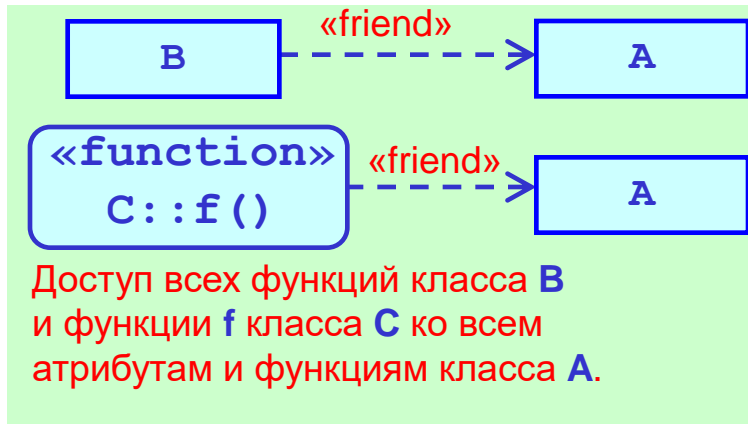 «friend»
B
A
«function»
C::f()
«friend»
A
Доступ всех функций класса B
и функции f класса C ко всем
атрибутам и функциям класса A.